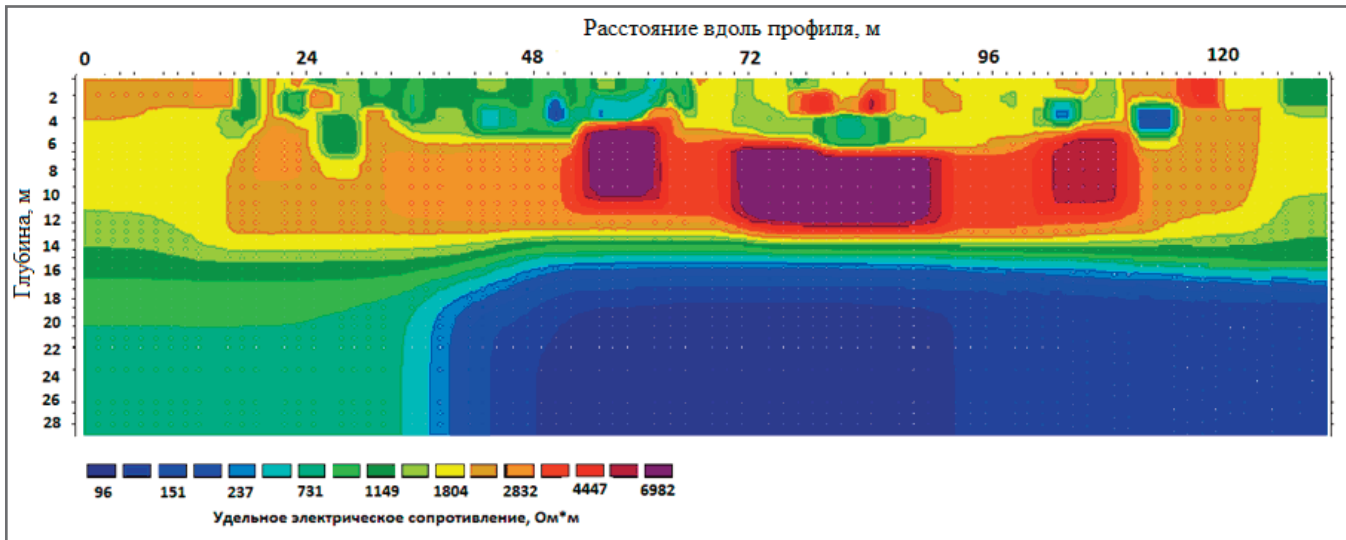 Расстояние вдоль профиля, м
0 24 48 72 96 120
Глубина, м
2
4
6
8
10
12
14
16
18
20
22
24
26
28
96 151 237 731 1149 1804 2832 4447 6982
Удельное электрическое сопротивление, Ом*м